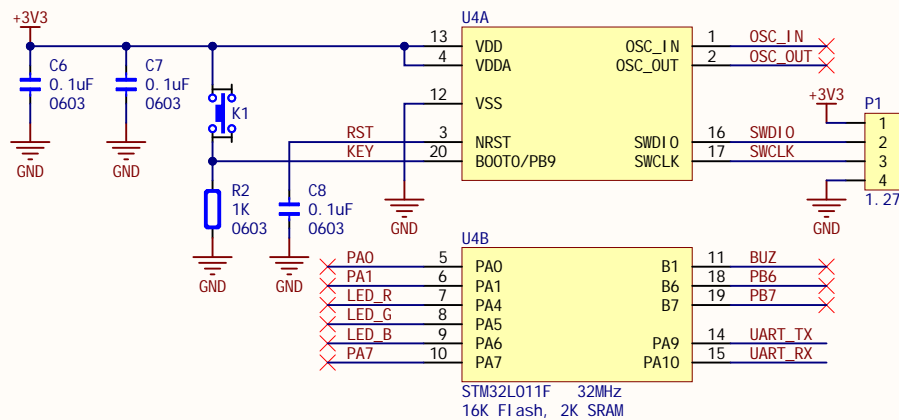 +3V3
C6
0.1uF
0603
GND
C7
0.1uF
0603
GND
K1
R2
1K
0603
GND
RST
KEY
C8
0.1uF
0603
GND
GND
U4A
13 VDD
4 VDDA
12 VSS
3 NRST
20 BOOT0/PB9
OSC_IN 1 OSC_IN
OSC_OUT 2 OSC_OUT
SWDIO 16 SWDIO
SWCLK 17 SWCLK
+3V3
P1
1
2
3
4
1.27
GND
U4B
PA0 5 PA0
PA1 6 PA1
LED_R 7 PA4
LED_G 8 PA5
LED_B 9 PA6
PA7 10 PA7
B1 11 BUZ
B6 18 PB6
B7 19 PB7
PA9 14 UART_TX
PA10 15 UART_RX
STM32L011F 32MHz
16K Flash, 2K SRAM